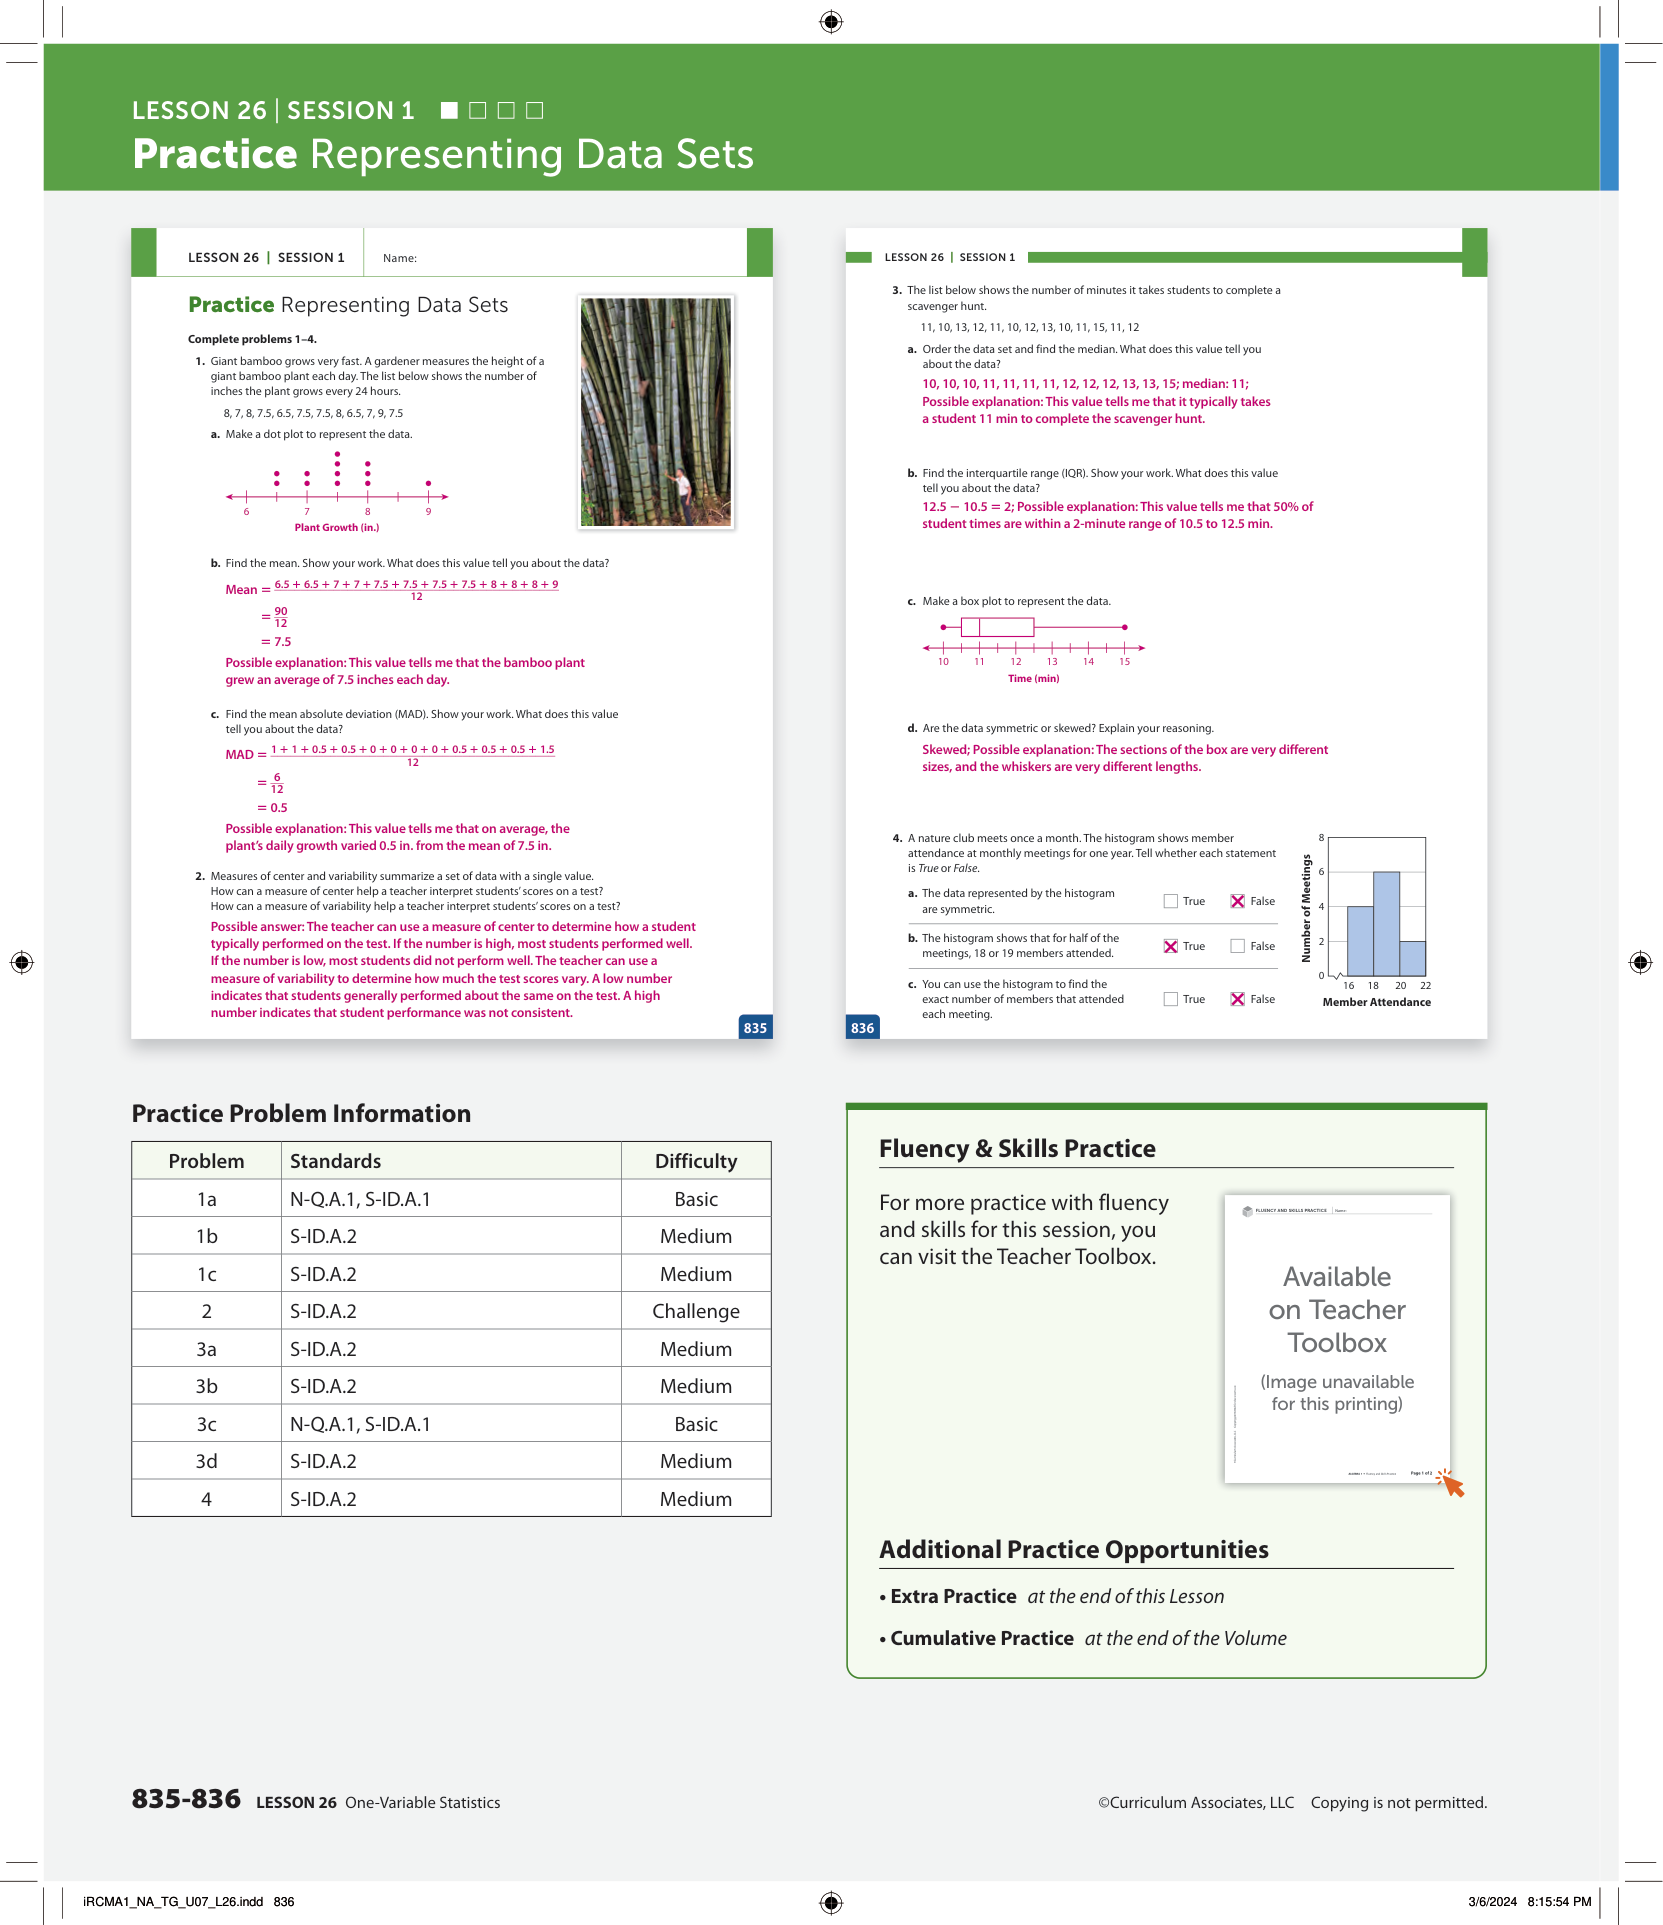 LESSON 26 | SESSION 1
Practice Representing Data Sets
LESSON 26 | SESSION 1
Name:
Practice Representing Data Sets
Complete problems 1–4.
1. Giant bamboo grows very fast. A gardener measures the height of a
giant bamboo plant each day. The list below shows the number of
inches the plant grows every 24 hours.
8, 7, 8, 7.5, 6.5, 7.5, 7.5, 8, 6.5, 7, 9, 7.5
a. Make a dot plot to represent the data.
6 7 8 9
Plant Growth (in.)
b. Find the mean. Show your work. What does this value tell you about the data?
Mean = 6.5 + 6.5 + 7 + 7 + 7.5 + 7.5 + 7.5 + 7.5 + 8 + 8 + 8 + 9
12
= 90
12
= 7.5
Possible explanation: This value tells me that the bamboo plant
grew an average of 7.5 inches each day.
c. Find the mean absolute deviation (MAD). Show your work. What does this value
tell you about the data?
MAD = 1 + 1 + 0.5 + 0.5 + 0 + 0 + 0 + 0 + 0.5 + 0.5 + 0.5 + 1.5
12
= 6
12
= 0.5
Possible explanation: This value tells me that on average, the
plant's daily growth varied 0.5 in. from the mean of 7.5 in.
2. Measures of center and variability summarize a set of data with a single value.
How can a measure of center help a teacher interpret students' scores on a test?
How can a measure of variability help a teacher interpret students' scores on a test?
Possible answer: The teacher can use a measure of center to determine how a student
typically performed on the test. If the number is high, most students performed well.
If the number is low, most students did not perform well. The teacher can use a
measure of variability to determine how much the test scores vary. A low number
indicates that students generally performed about the same on the test. A high
number indicates that student performance was not consistent.
835
LESSON 26 | SESSION 1
3. The list below shows the number of minutes it takes students to complete a
scavenger hunt.
11, 10, 13, 12, 11, 10, 12, 13, 10, 11, 15, 11, 12
a. Order the data set and find the median. What does this value tell you
about the data?
10, 10, 10, 11, 11, 11, 11, 12, 12, 12, 13, 13, 15; median: 11;
Possible explanation: This value tells me that it typically takes
a student 11 min to complete the scavenger hunt.
b. Find the interquartile range (IQR). Show your work. What does this value
tell you about the data?
12.5 − 10.5 = 2; Possible explanation: This value tells me that 50% of
student times are within a 2-minute range of 10.5 to 12.5 min.
c. Make a box plot to represent the data.
10 11 12 13 14 15
Time (min)
d. Are the data symmetric or skewed? Explain your reasoning.
Skewed; Possible explanation: The sections of the box are very different
sizes, and the whiskers are very different lengths.
4. A nature club meets once a month. The histogram shows member
attendance at monthly meetings for one year. Tell whether each statement
is True or False.
a. The data represented by the histogram
are symmetric.
True False
b. The histogram shows that for half of the
meetings, 18 or 19 members attended.
True False
c. You can use the histogram to find the
exact number of members that attended
each meeting.
True False
Number of Meetings
8
6
4
2
0
16 18 20 22
Member Attendance
836
Practice Problem Information
Problem Standards Difficulty
1a N-Q.A.1, S-ID.A.1 Basic
1b S-ID.A.2 Medium
1c S-ID.A.2 Medium
2 S-ID.A.2 Challenge
3a S-ID.A.2 Medium
3b S-ID.A.2 Medium
3c N-Q.A.1, S-ID.A.1 Basic
3d S-ID.A.2 Medium
4 S-ID.A.2 Medium
Fluency & Skills Practice
For more practice with fluency
and skills for this session, you
can visit the Teacher Toolbox.
FLUENCY AND SKILLS PRACTICE Name:
Available
on Teacher
Toolbox
(Image unavailable
for this printing)
Page 1 of 2
Additional Practice Opportunities
• Extra Practice at the end of this Lesson
• Cumulative Practice at the end of the Volume
835-836 LESSON 26 One-Variable Statistics
©Curriculum Associates, LLC Copying is not permitted.
iRCMA1_NA_TG_U07_L26.indd 836
3/6/2024 8:15:54 PM